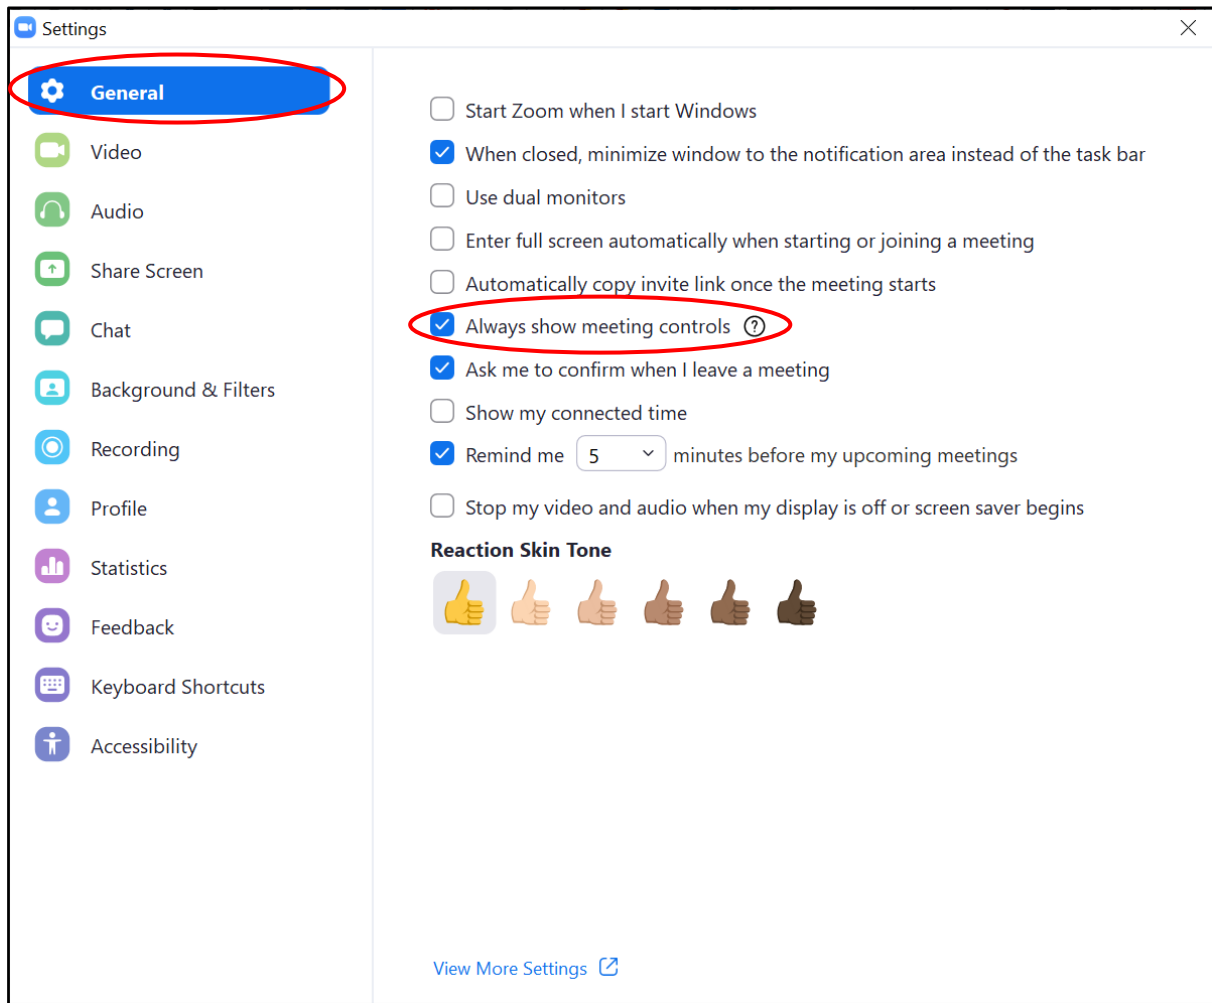 Settings
General
Video
Audio
Share Screen
Chat
Background & Filters
Recording
Profile
Statistics
Feedback
Keyboard Shortcuts
Accessibility
Start Zoom when I start Windows
When closed, minimize window to the notification area instead of the task bar
Use dual monitors
Enter full screen automatically when starting or joining a meeting
Automatically copy invite link once the meeting starts
Always show meeting controls ?
Ask me to confirm when I leave a meeting
Show my connected time
Remind me 5 minutes before my upcoming meetings
Stop my video and audio when my display is off or screen saver begins
Reaction Skin Tone
View More Settings